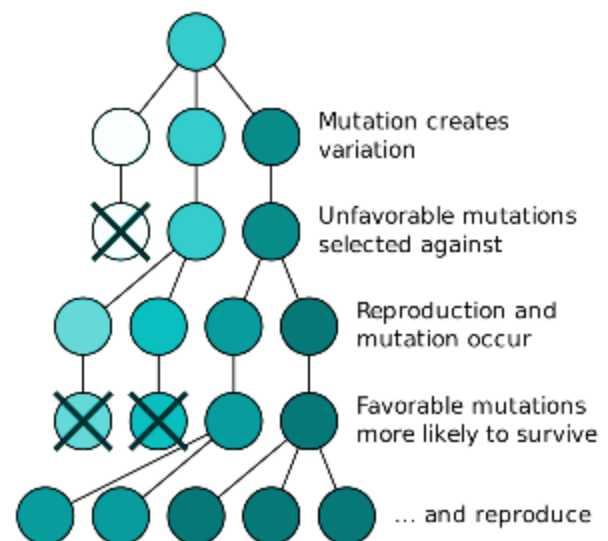 Mutation creates
variation
Unfavorable mutations
selected against
Reproduction and
mutation occur
Favorable mutations
more likely to survive
... and reproduce